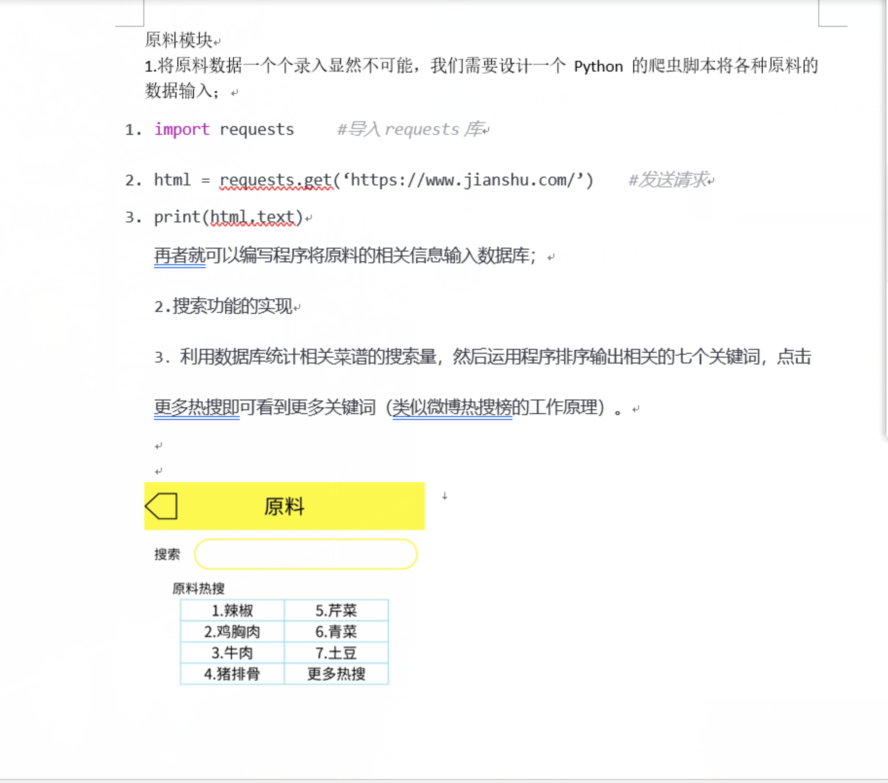 原料模块
1.将原料数据一个个录入显然不可能，我们需要设计一个 Python 的爬虫脚本将各种原料的
数据输入；
1. import requests #导入 requests 库
2. html = requests.get(‘https://www.jianshu.com/’) #发送请求
3. print(html.text)
再者就可以编写程序将原料的相关信息输入数据库；
2.搜索功能的实现
3. 利用数据库统计相关菜谱的搜索量，然后运用程序排序输出相关的七个关键词，点击
更多热搜即可看到更多关键词（类似微博热搜榜的工作原理）。
原料
搜索
原料热搜
1.辣椒 5.芹菜
2.鸡胸肉 6.青菜
3.牛肉 7.土豆
4.猪排骨 更多热搜